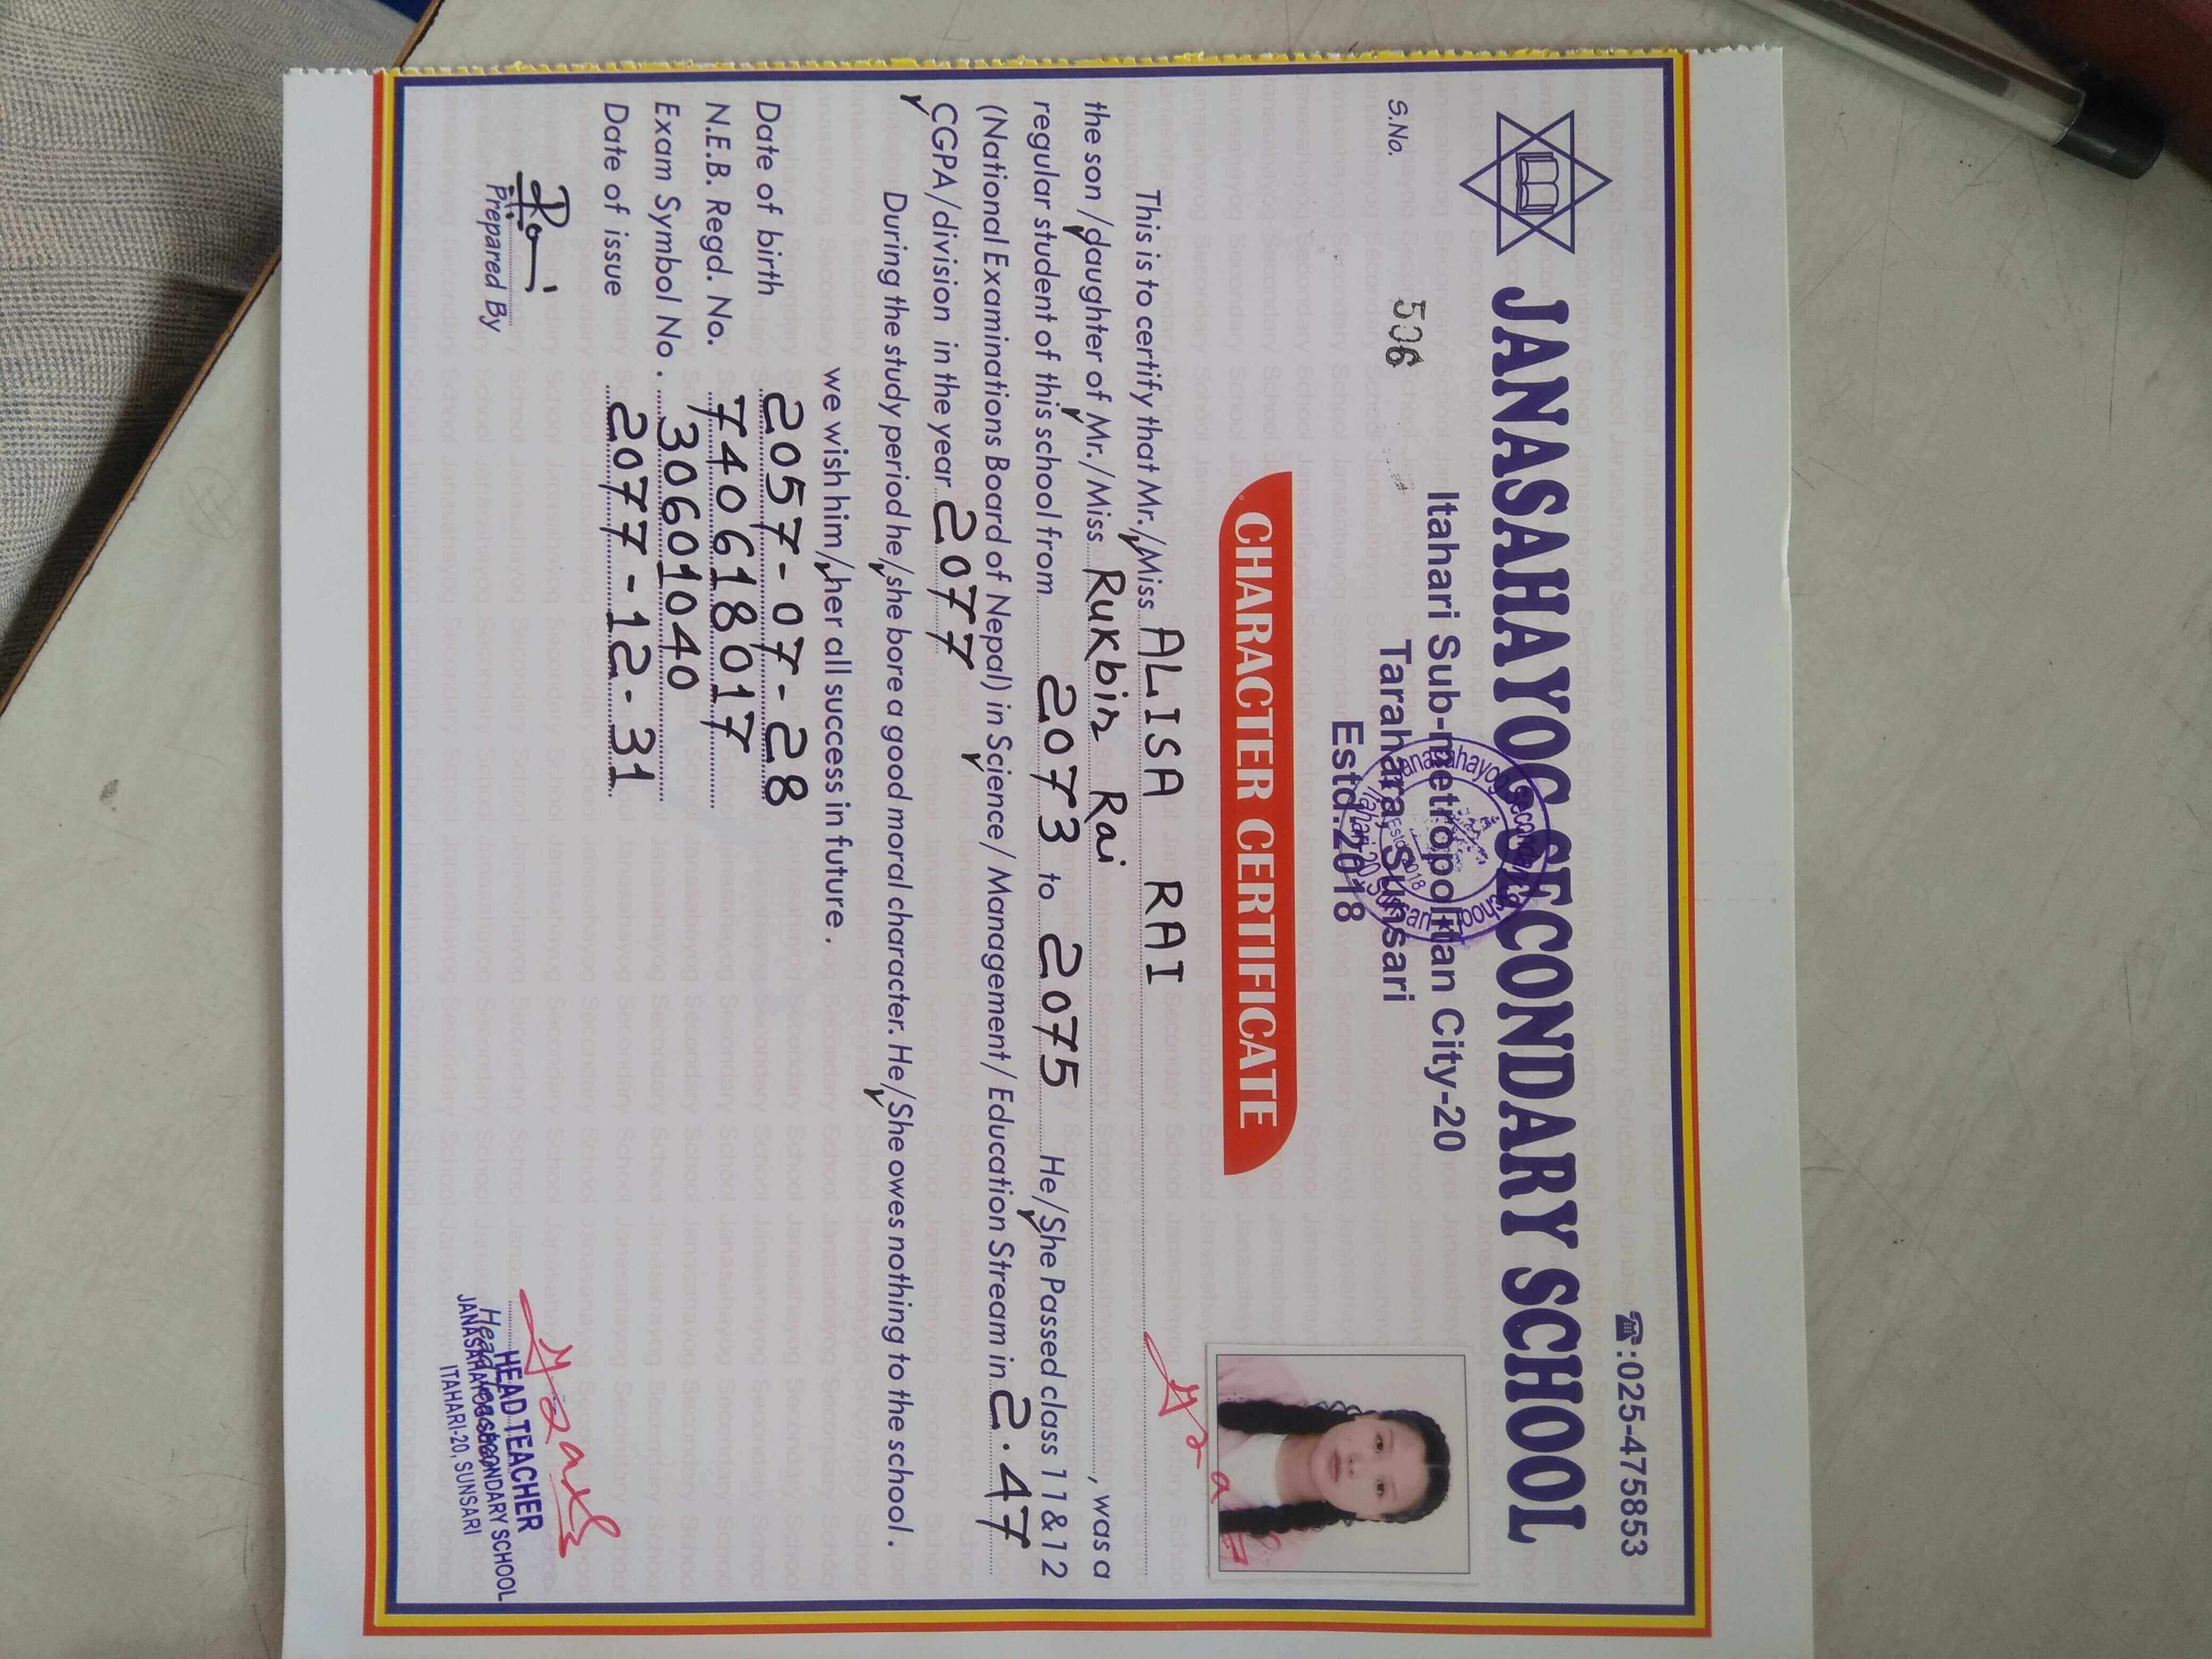 ☎:025-475853
JANASAHAYOG SECONDARY SCHOOL
Itahari Sub-metropolitan City-20
Tarahara, Sunsari
Estd.2018
Janasahayog Secondary School
Itahari 20 Sunsari
Estd. 2018
S.No. 506
CHARACTER CERTIFICATE
This is to certify that Mr./Miss ALISA RAI
the son /daughter of Mr./Miss Rukbir Rai , was a
regular student of this school from 2073 to 2075 He/She Passed class 11&12
(National Examinations Board of Nepal) in Science/ Management/ Education Stream in 2.47
CGPA/division in the year 2077
During the study period he/she bore a good moral character. He/She owes nothing to the school.
we wish him/her all success in future.
Date of birth 2057-07-28
N.E.B. Regd. No. 740618017
Exam Symbol No. 30601040
Date of issue 2077-12-31
Prepared By
Head Teacher
HEAD TEACHER
JANASAHAYOG SECONDARY SCHOOL
ITAHARI-20, SUNSARI